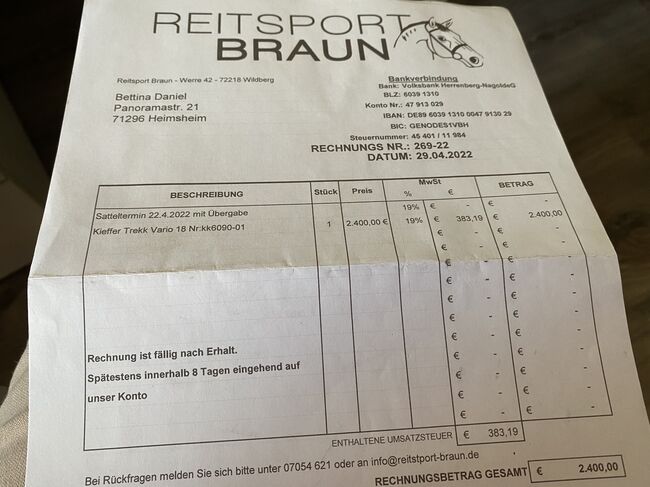 REITSPORT
BRAUN
Reitsport Braun - Werre 42 - 72218 Wildberg
Bettina Daniel
Panoramastr. 21
71296 Heimsheim
Bankverbindung
Bank: Volksbank Herrenberg-NagoldeG
BLZ: 6039 1310
Konto Nr.: 47 913 029
IBAN: DE89 6039 1310 0047 9130 29
BIC: GENODES1VBH
Steuernummer: 45 401 / 11 984
RECHNUNGS NR.: 269-22
DATUM: 29.04.2022
BESCHREIBUNG Stück Preis MwSt BETRAG
% €
Satteltermin 22.4.2022 mit Übergabe 19% € - € -
Kieffer Trekk Vario 18 Nr:kk6090-01 1 2.400,00 € 19% € 383,19 € 2.400,00
€ - € -
€ - € -
€ - € -
€ - € -
€ - € -
Rechnung ist fällig nach Erhalt. € - € -
Spätestens innerhalb 8 Tagen eingehend auf € - € -
unser Konto € - € -
€ - € -
ENTHALTENE UMSATZSTEUER € 383,19
Bei Rückfragen melden Sie sich bitte unter 07054 621 oder an info@reitstport-braun.de
RECHNUNGSBETRAG GESAMT € 2.400,00